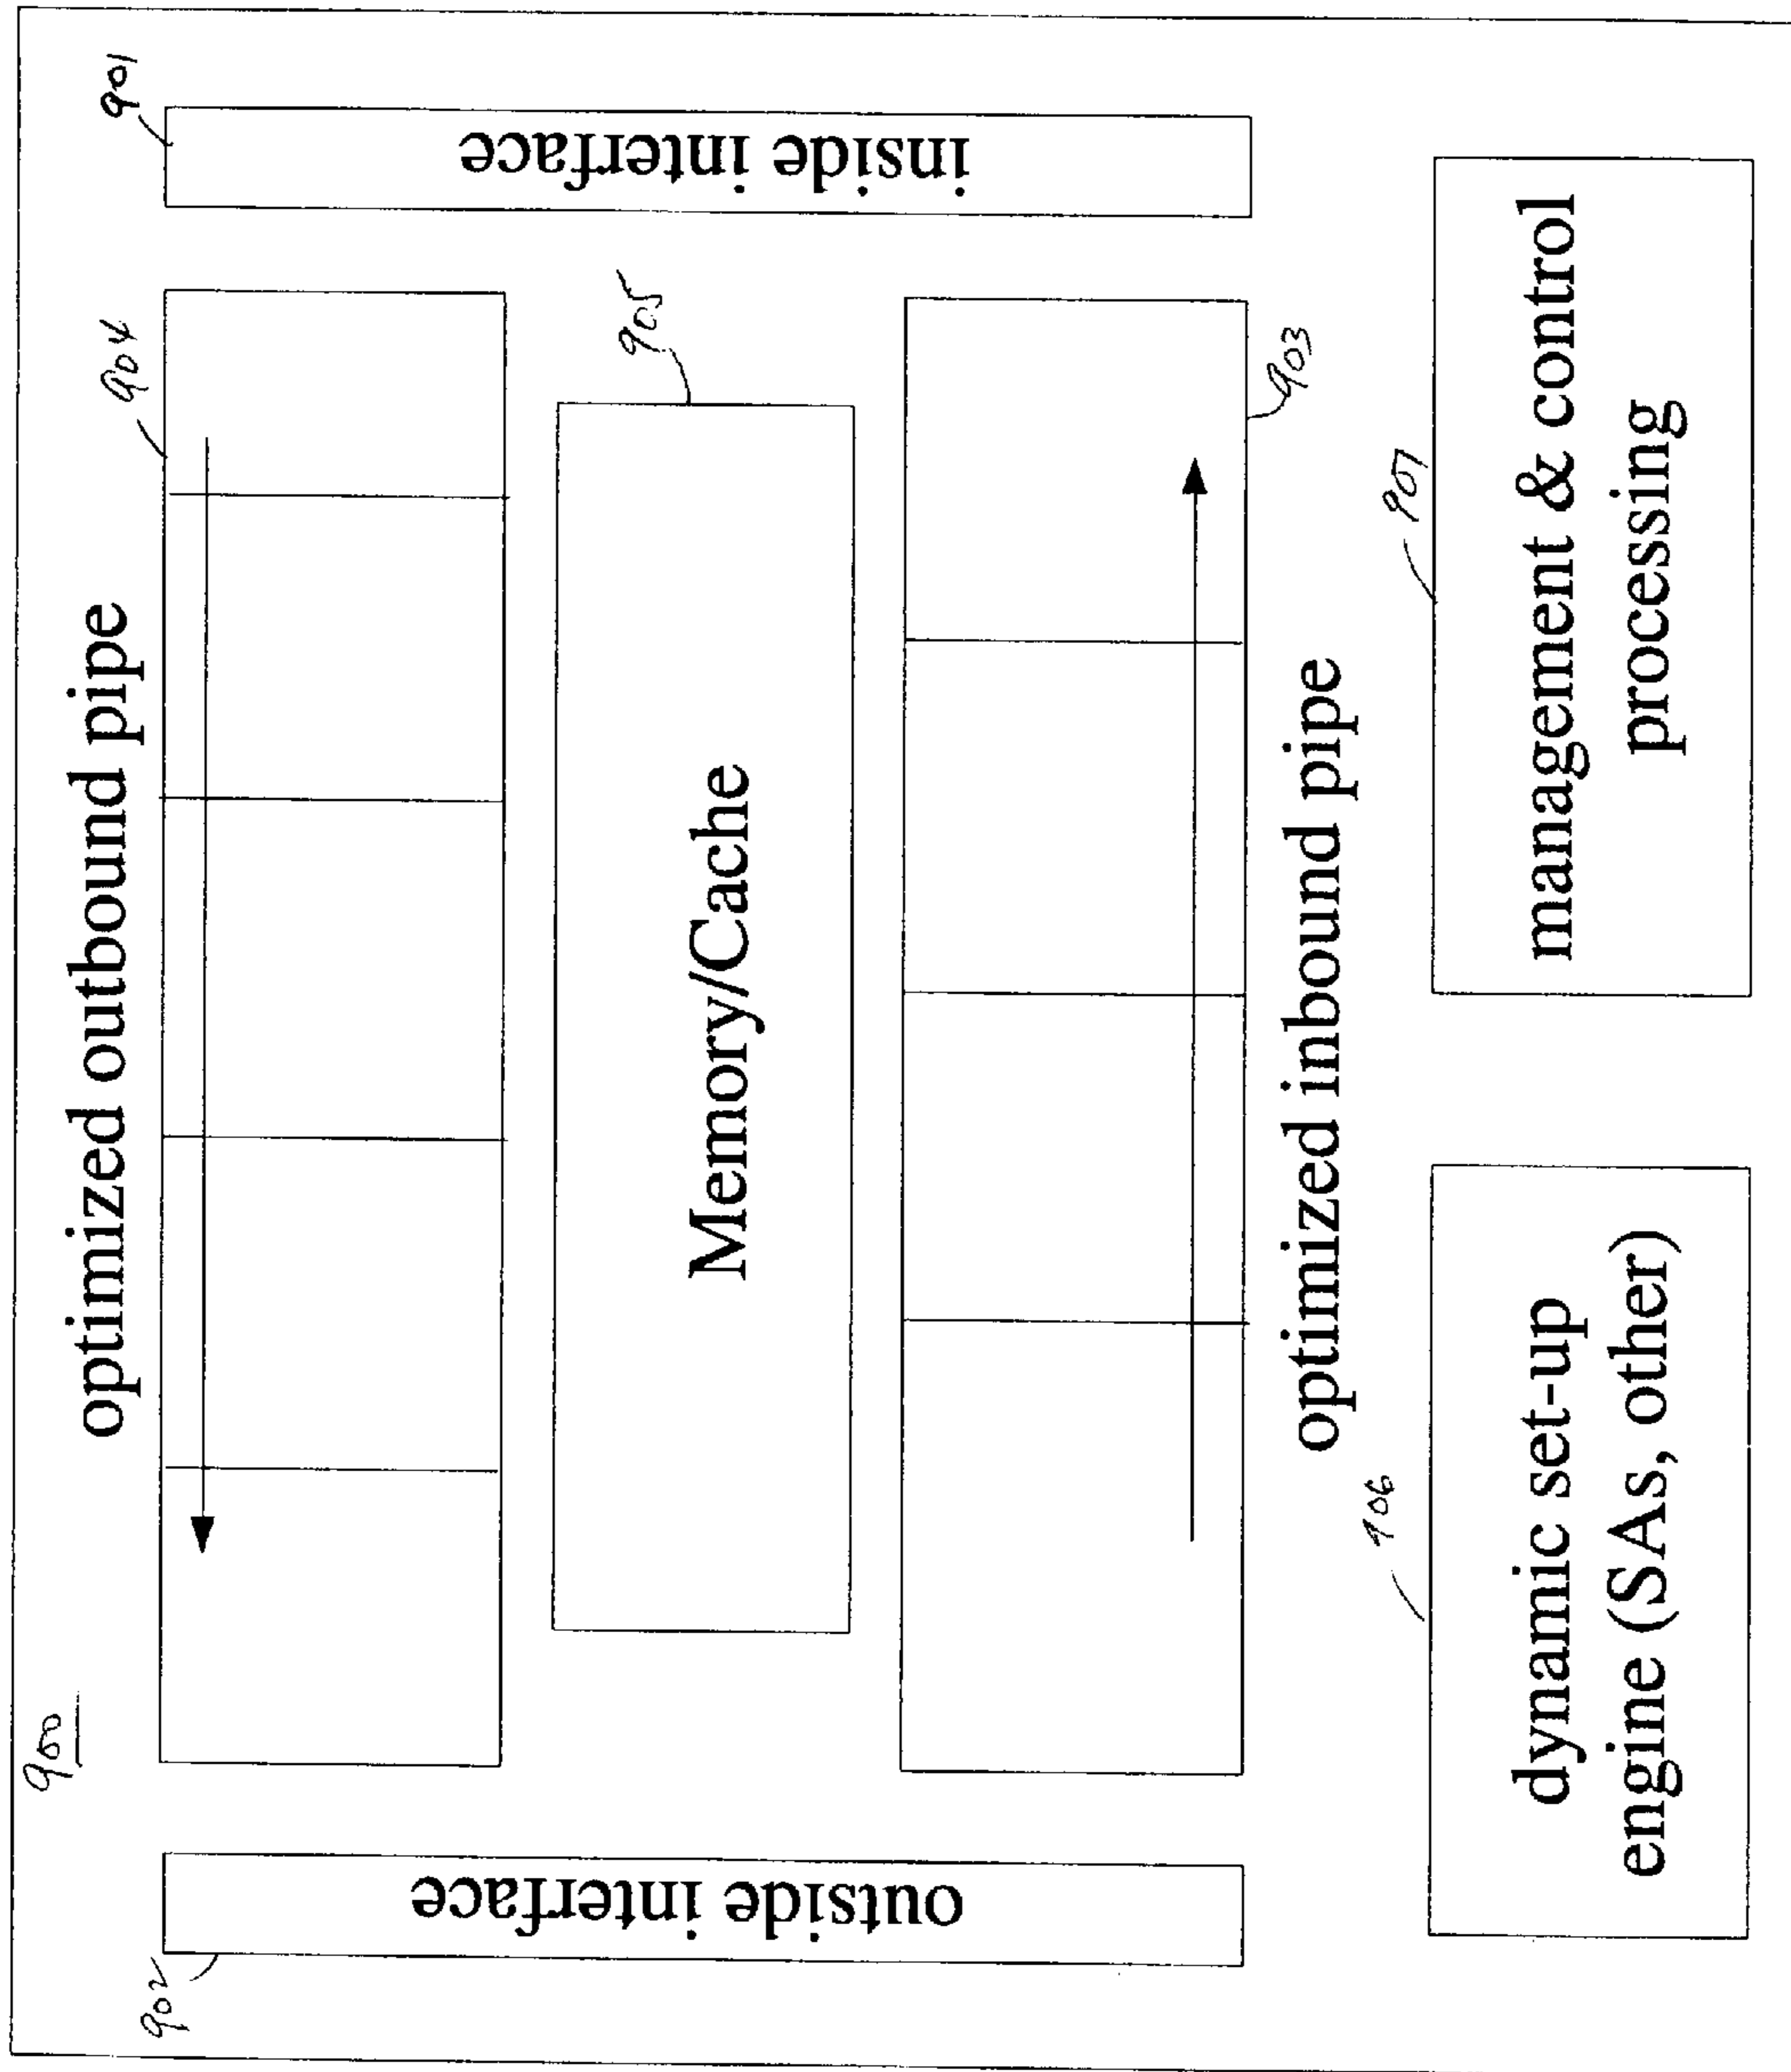 900
optimized outbound pipe
902
904
901
outside interface
inside interface
905
Memory/Cache
903
optimized inbound pipe
906
907
dynamic set-up
engine (SAs, other)
management & control
processing